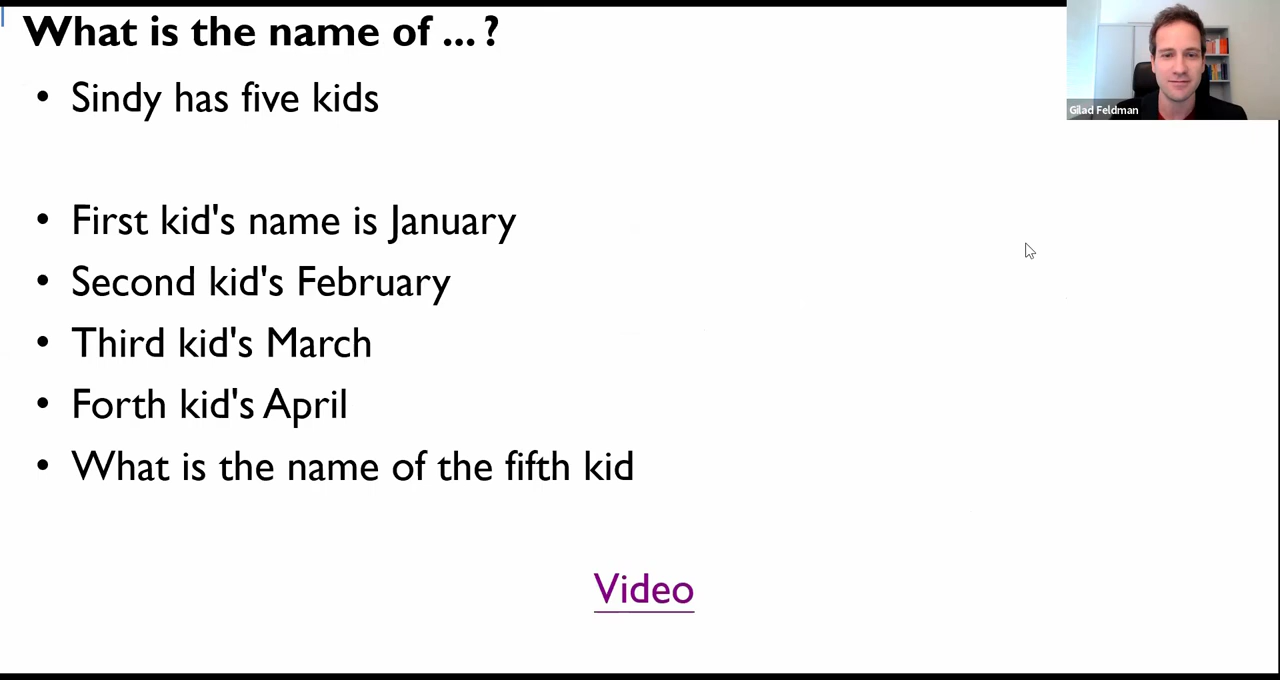 What is the name of ... ?
• Sindy has five kids
• First kid's name is January
• Second kid's February
• Third kid's March
• Forth kid's April
• What is the name of the fifth kid
Video
Gilad Feldman